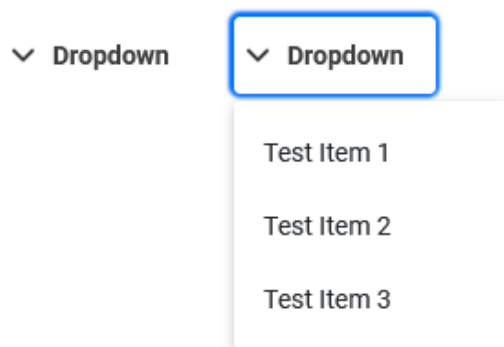 Dropdown Dropdown
Test Item 1
Test Item 2
Test Item 3